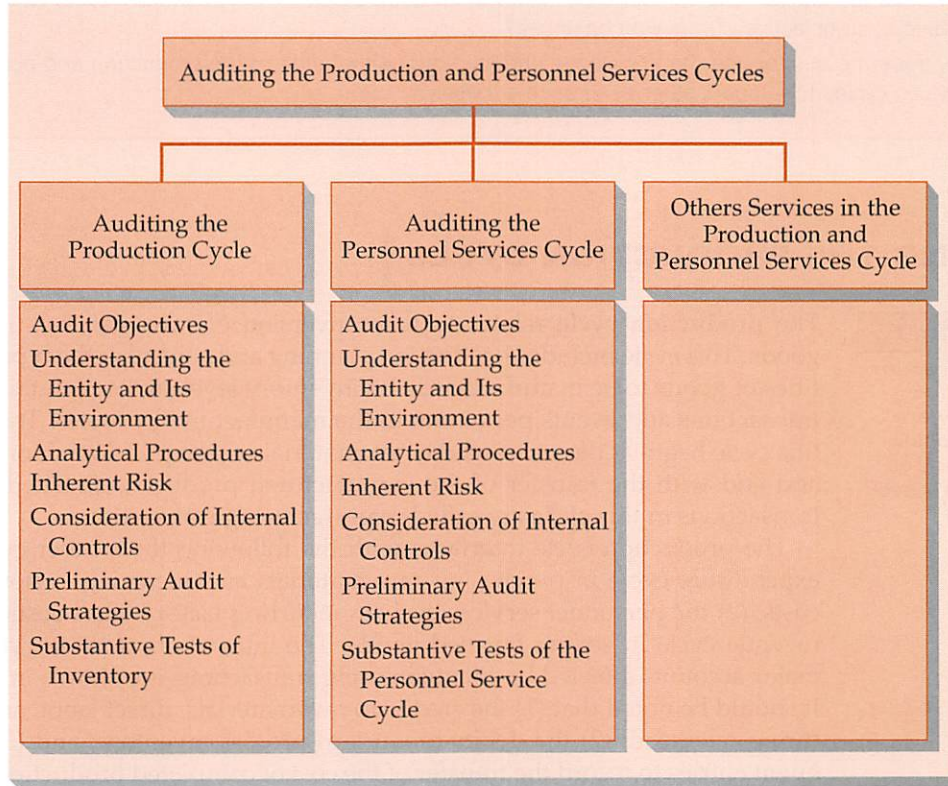 Auditing the Production and Personnel Services Cycles
Auditing the
Production Cycle
Audit Objectives
Understanding the
Entity and Its
Environment
Analytical Procedures
Inherent Risk
Consideration of Internal
Controls
Preliminary Audit
Strategies
Substantive Tests of
Inventory
Auditing the
Personnel Services Cycle
Audit Objectives
Understanding the
Entity and Its
Environment
Analytical Procedures
Inherent Risk
Consideration of Internal
Controls
Preliminary Audit
Strategies
Substantive Tests of the
Personnel Service
Cycle
Others Services in the
Production and
Personnel Services Cycle